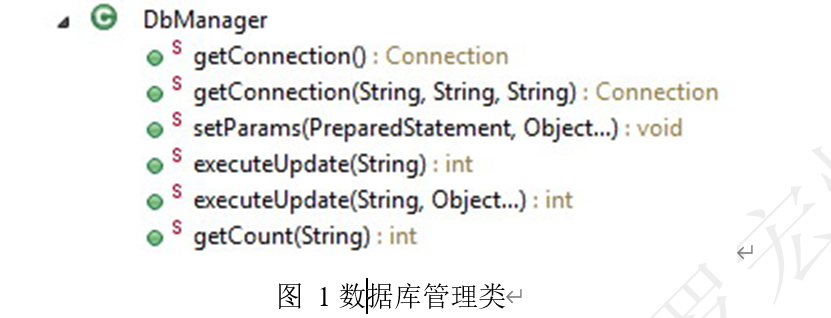 DbManager
S getConnection() : Connection
S getConnection(String, String, String) : Connection
S setParams(PreparedStatement, Object...) : void
S executeUpdate(String) : int
S executeUpdate(String, Object...) : int
S getCount(String) : int
图 1 数据库管理类